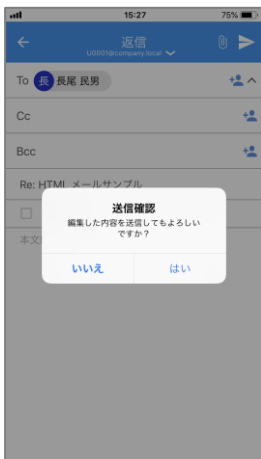 15:27
75%
返信
U0001@company.local
To 長 長尾 民男
Cc
Bcc
Re: HTML メールサンプル
送信確認
編集した内容を送信してもよろしい
ですか？
本文
いいえ
はい